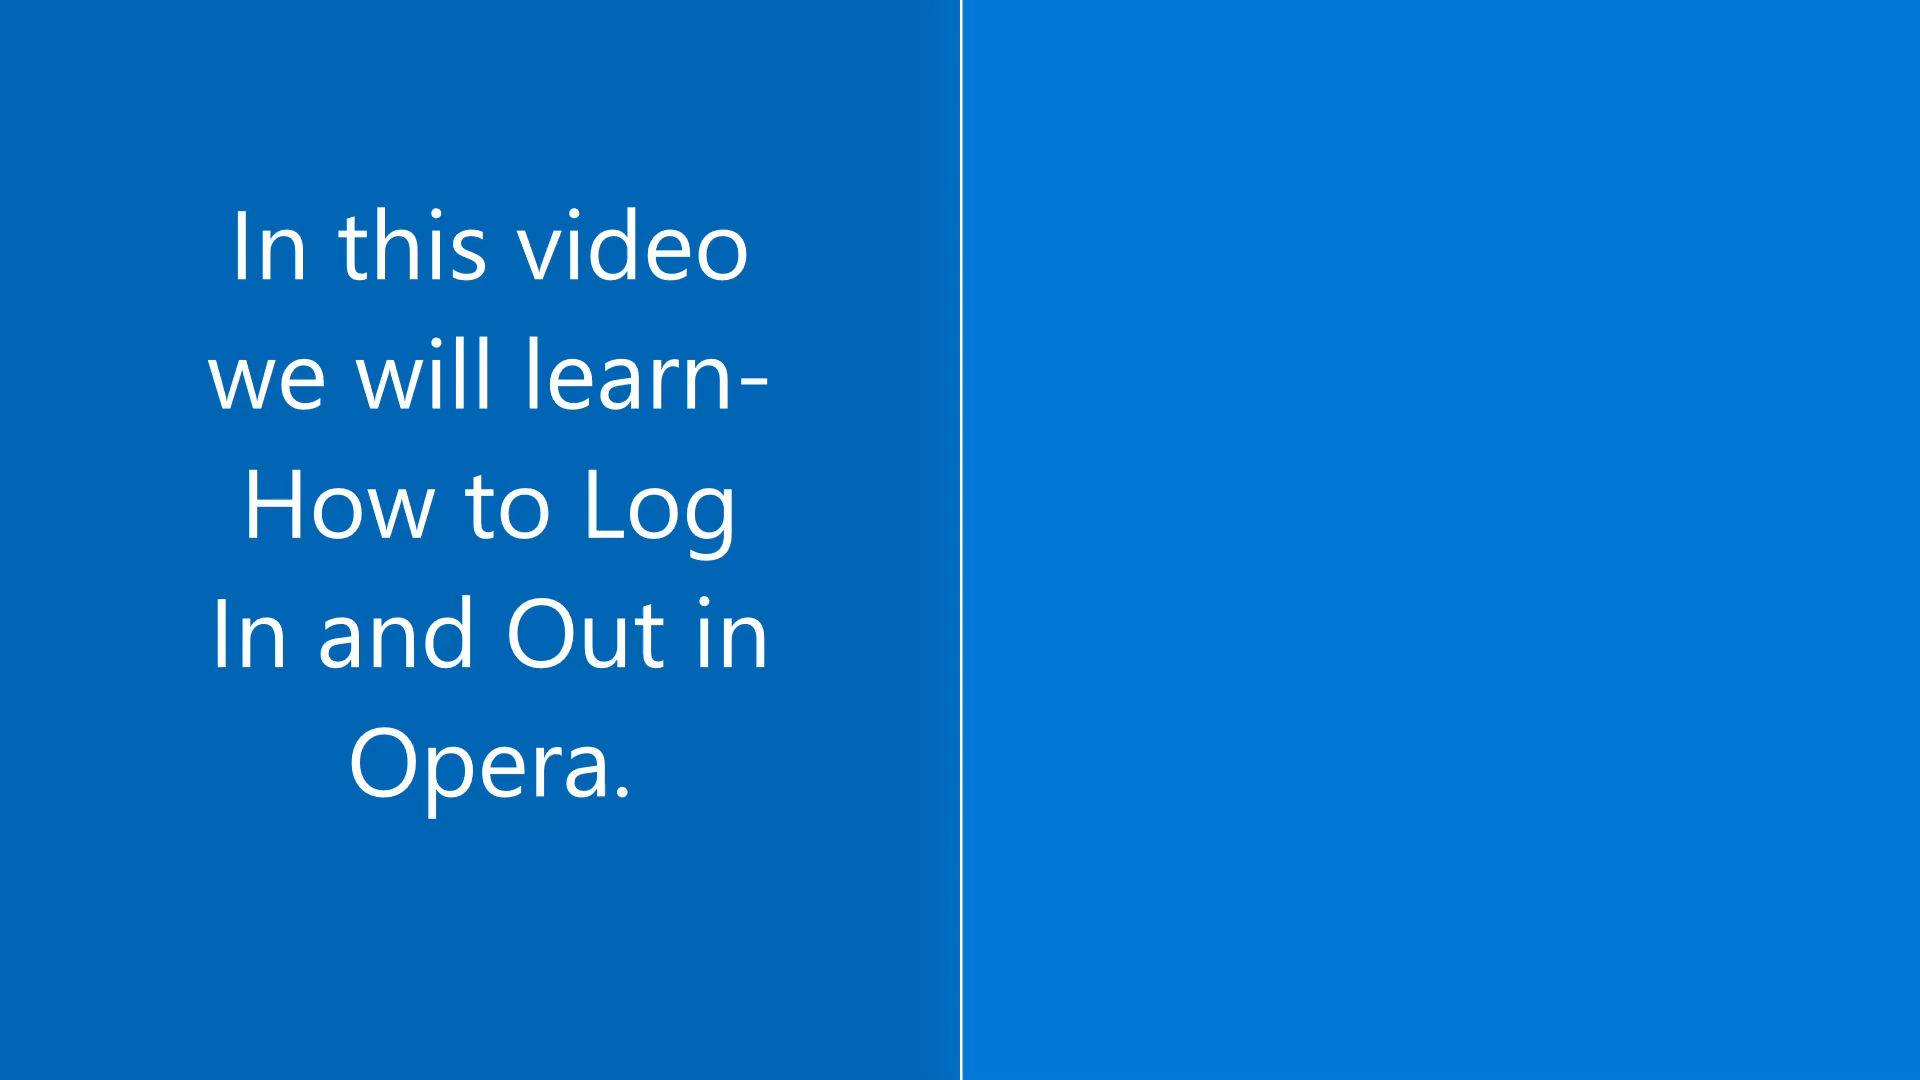 In this video
we will learn-
How to Log
In and Out in
Opera.